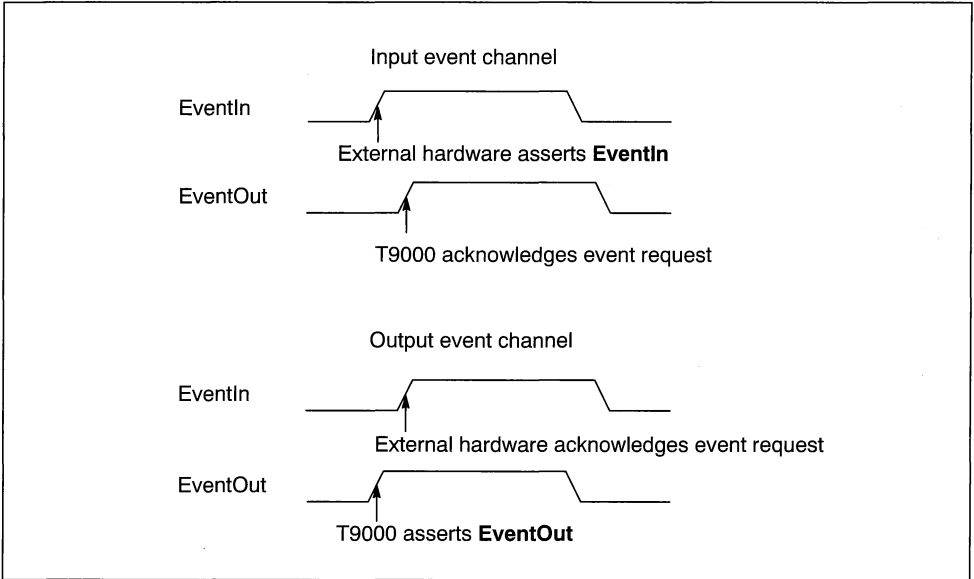 Input event channel
EventIn
External hardware asserts EventIn
EventOut
T9000 acknowledges event request
Output event channel
EventIn
External hardware acknowledges event request
EventOut
T9000 asserts EventOut